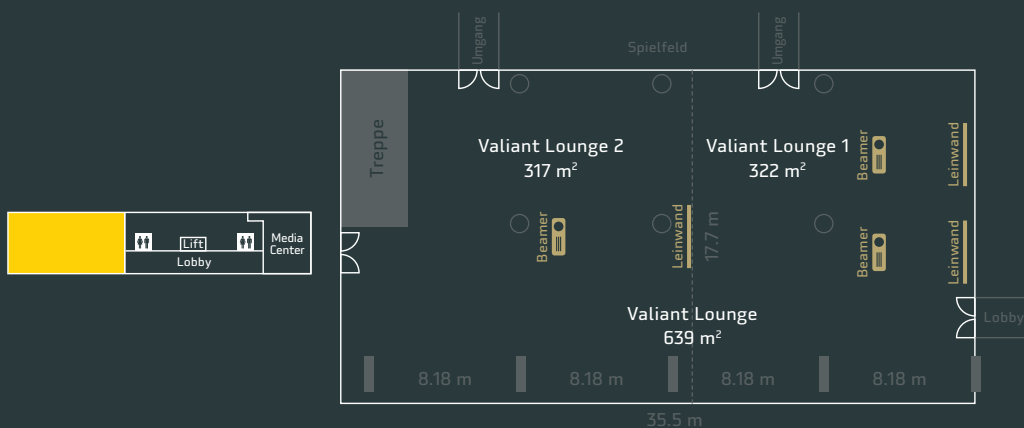 Umgang
Spielfeld
Umgang
Treppe
Valiant Lounge 2
317 m²
Valiant Lounge 1
322 m²
Beamer
Leinwand
Beamer
Leinwand
17.7 m
Beamer
Leinwand
Lift
Lobby
Media
Center
Valiant Lounge
639 m²
Lobby
8.18 m
8.18 m
8.18 m
8.18 m
35.5 m